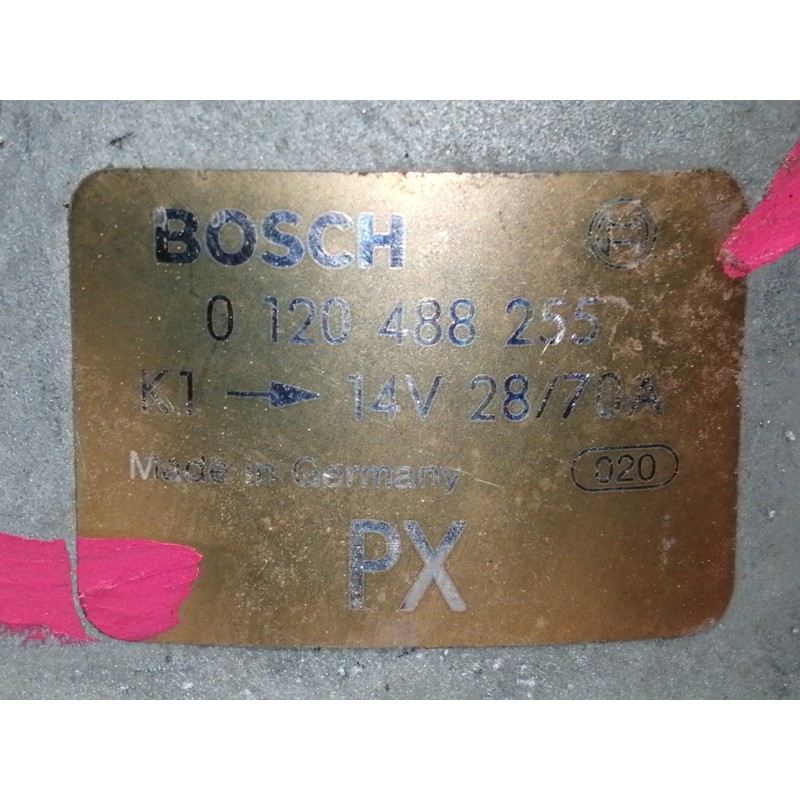 BOSCH
0 120 488 255
K1 → 14V 28/70A
Made in Germany 020
PX